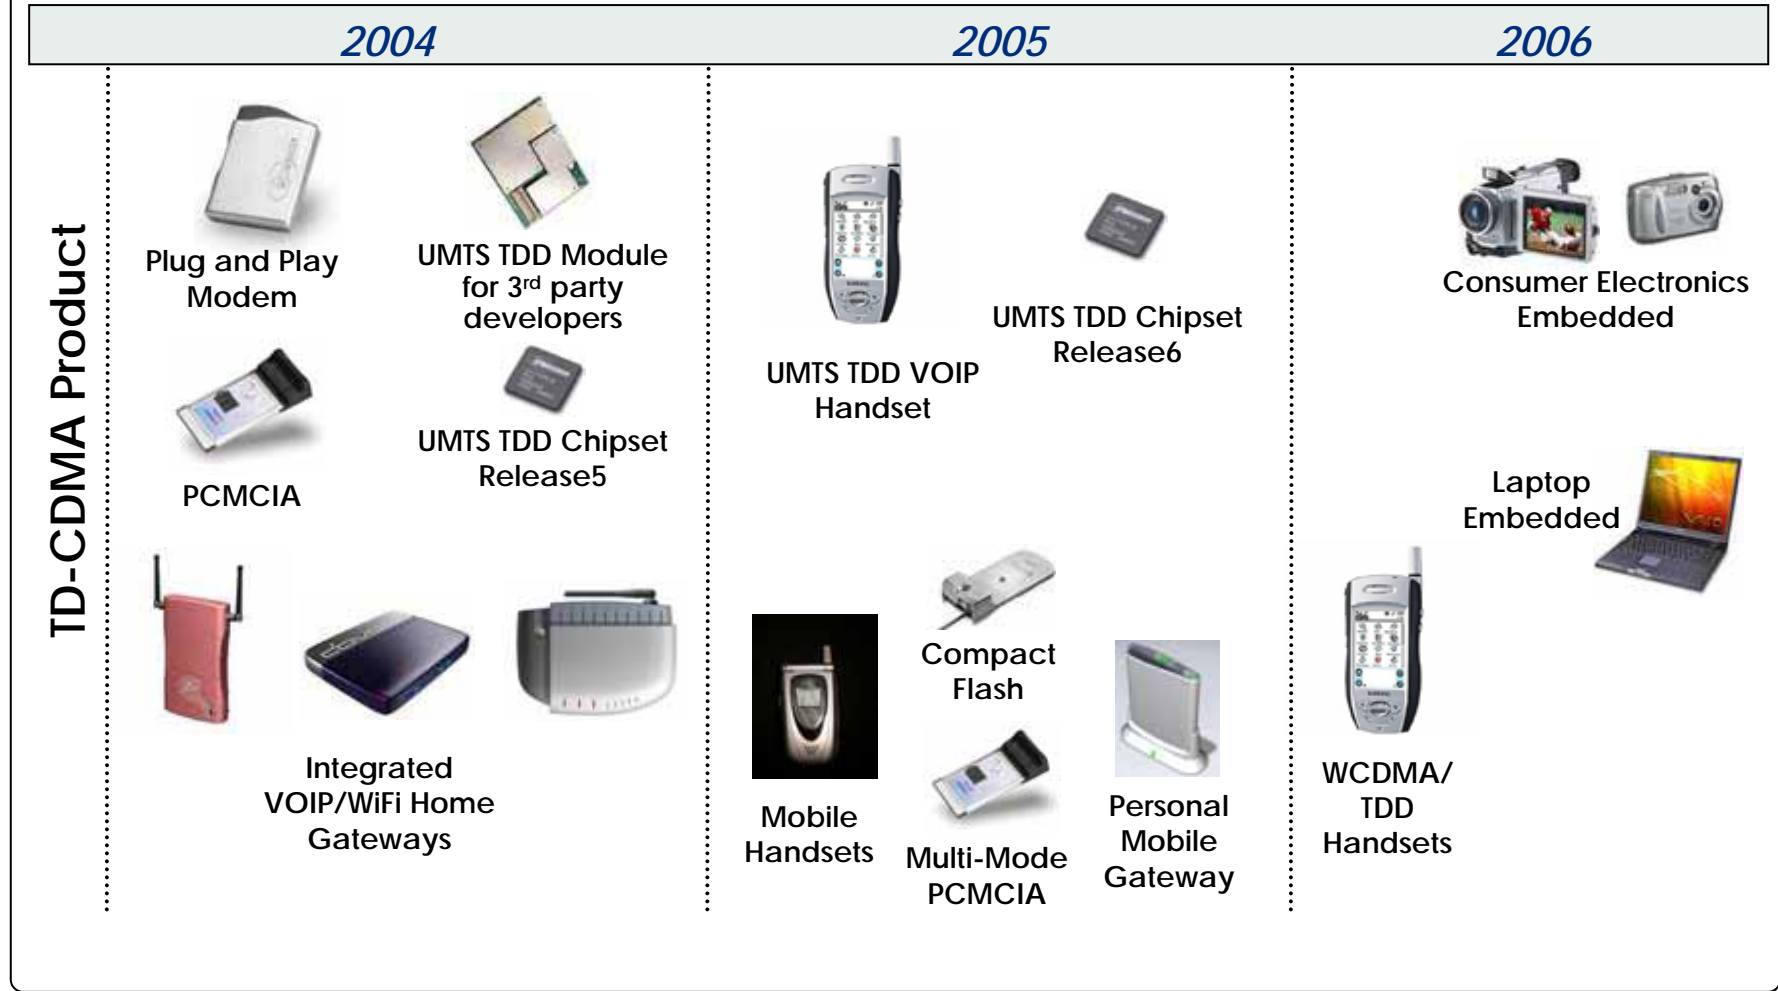 2004
2005
2006
TD-CDMA Product
Plug and Play
Modem
UMTS TDD Module
for 3rd party
developers
PCMCIA
UMTS TDD Chipset
Release5
Integrated
VOIP/WiFi Home
Gateways
UMTS TDD VOIP
Handset
UMTS TDD Chipset
Release6
Mobile
Handsets
Compact
Flash
Multi-Mode
PCMCIA
Personal
Mobile
Gateway
Consumer Electronics
Embedded
Laptop
Embedded
WCDMA/
TDD
Handsets